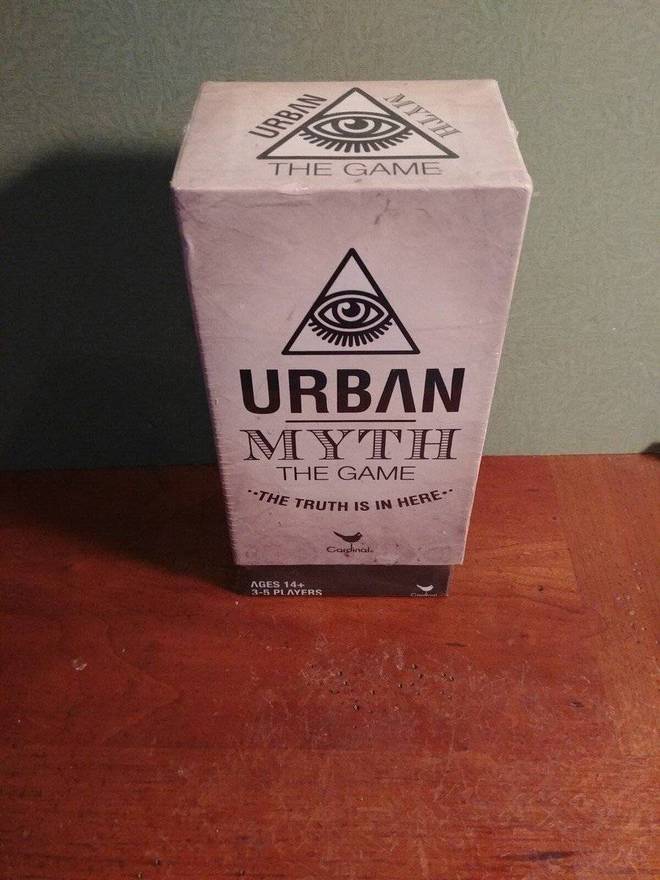 URBAN MYTH
THE GAME
URBAN
MYTH
THE GAME
··THE TRUTH IS IN HERE··
Cardinal
AGES 14+
3-5 PLAYERS
Cardinal